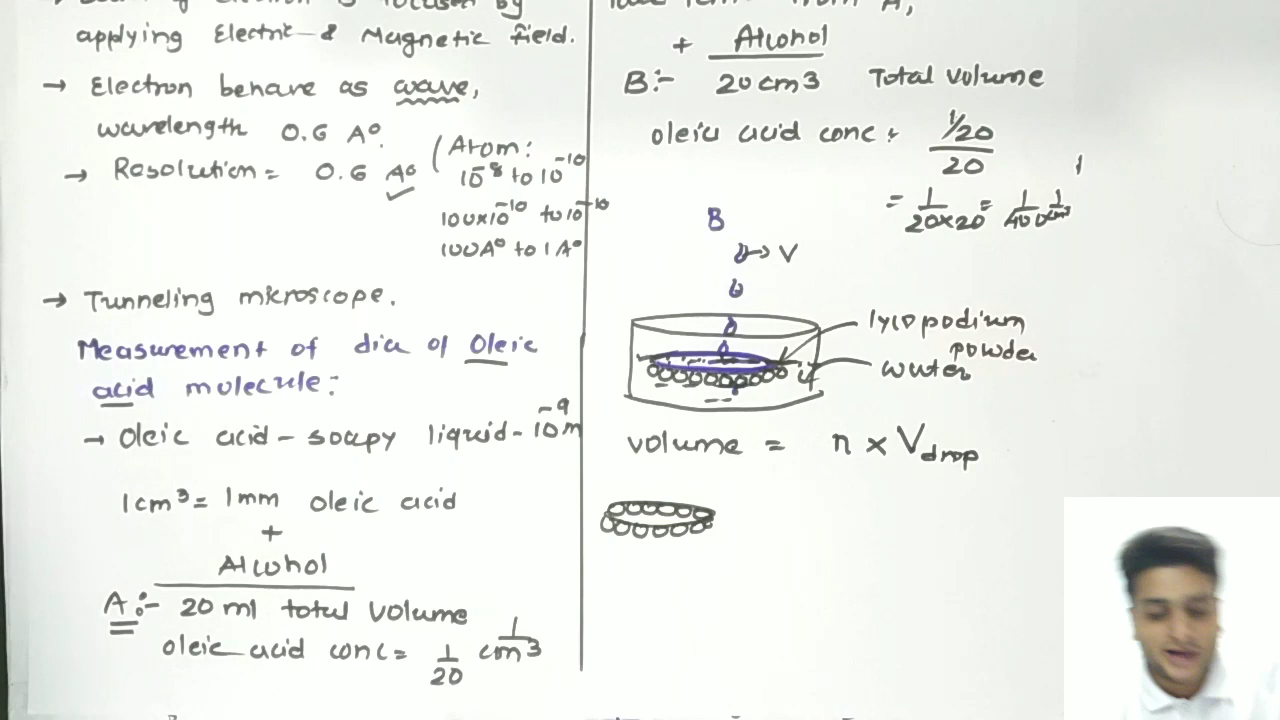 applying Electric & Magnetic field.
→ Electron behave as wave,
wavelength 0.6 A°.
→ Resolution = 0.6 A°
(Atom:
10⁻⁸ to 10⁻¹⁰
100×10⁻¹⁰ to 10⁻¹⁰
100A° to 1A°
→ Tunneling microscope.
Measurement of dia of Oleic
acid molecule:
→ Oleic acid - soapy liquid - 10⁻⁹m
1cm³ = 1mm oleic acid
+
Alcohol
A:- 20 ml total volume
oleic acid conc = 1/20 1/cm³
+ Alcohol
B:- 20cm3 Total volume
oleic acid conc: 1/20 / 20
= 1/20×20 = 1/400 1/cm³
B
→ V
lycopodium
powder
water
volume = n × Vdrop